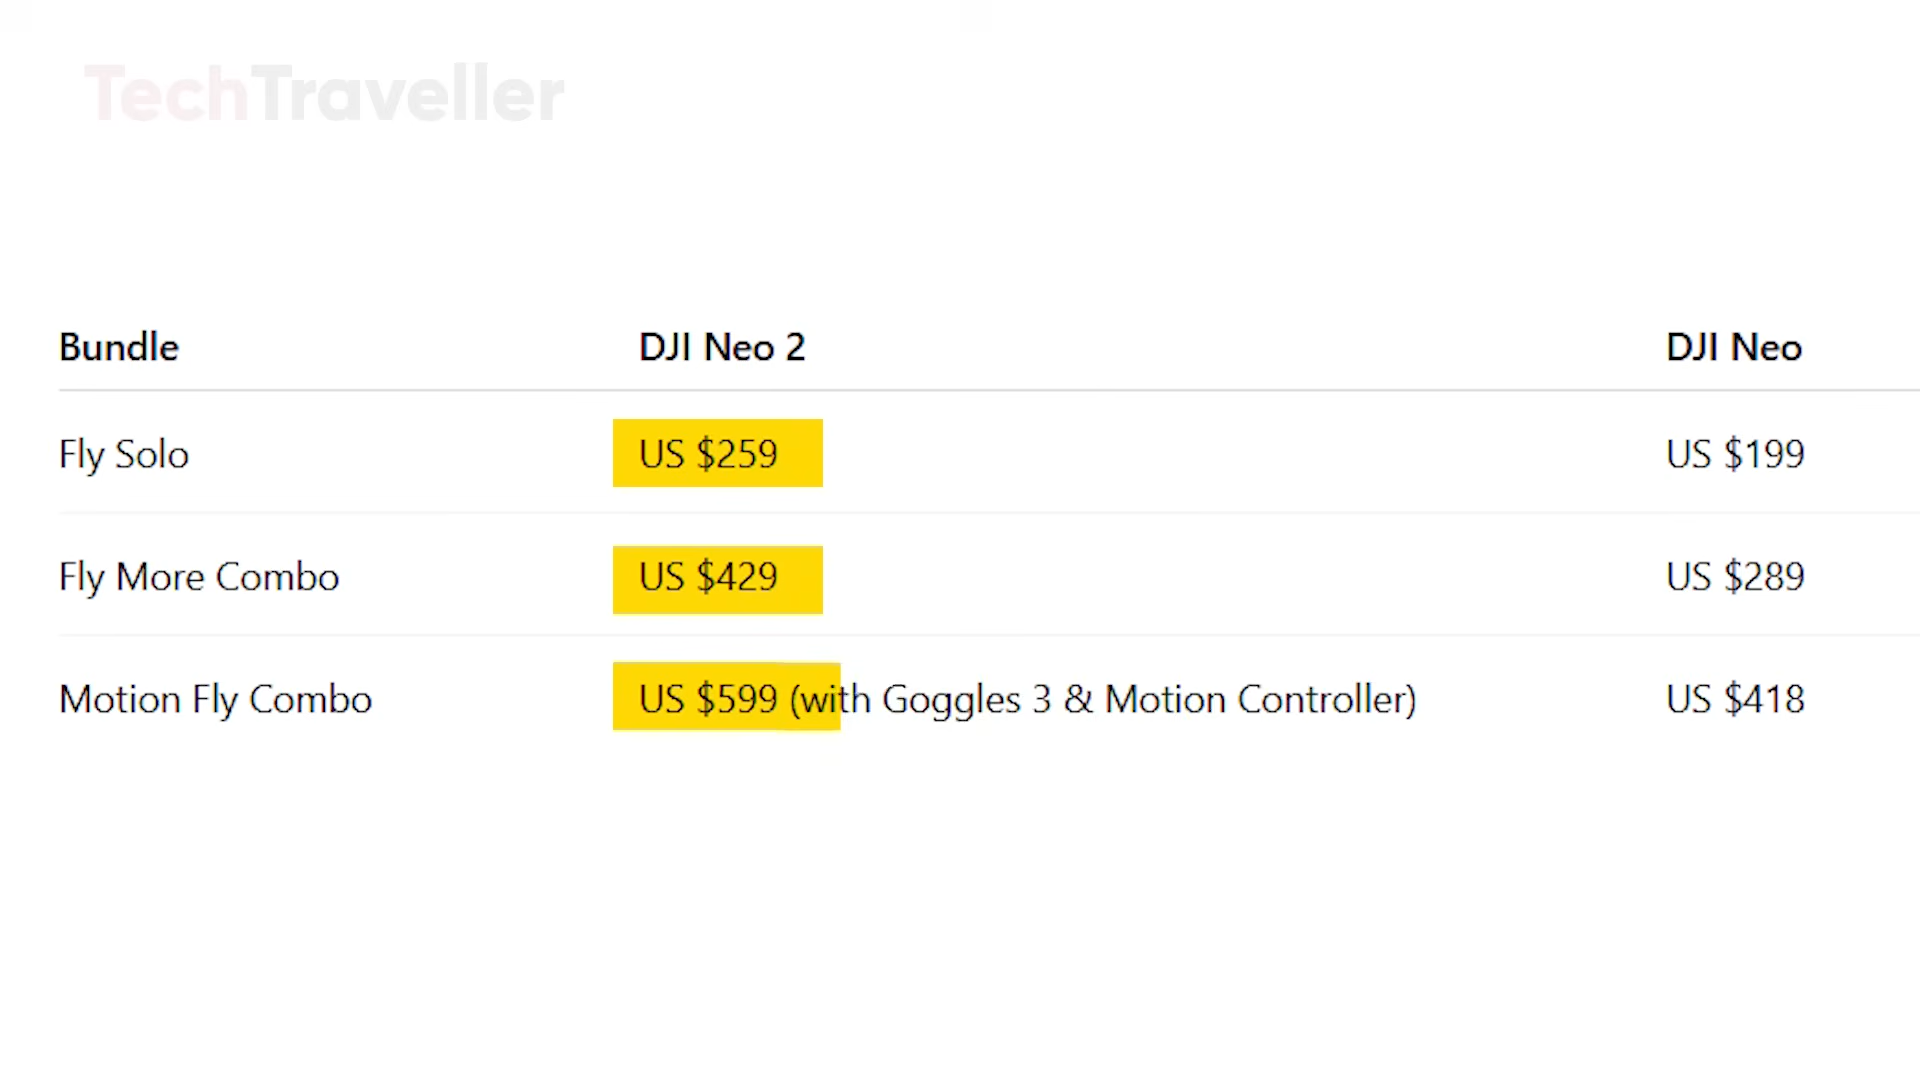 TechTraveller
Bundle DJI Neo 2 DJI Neo
Fly Solo US $259 US $199
Fly More Combo US $429 US $289
Motion Fly Combo US $599 (with Goggles 3 & Motion Controller) US $418